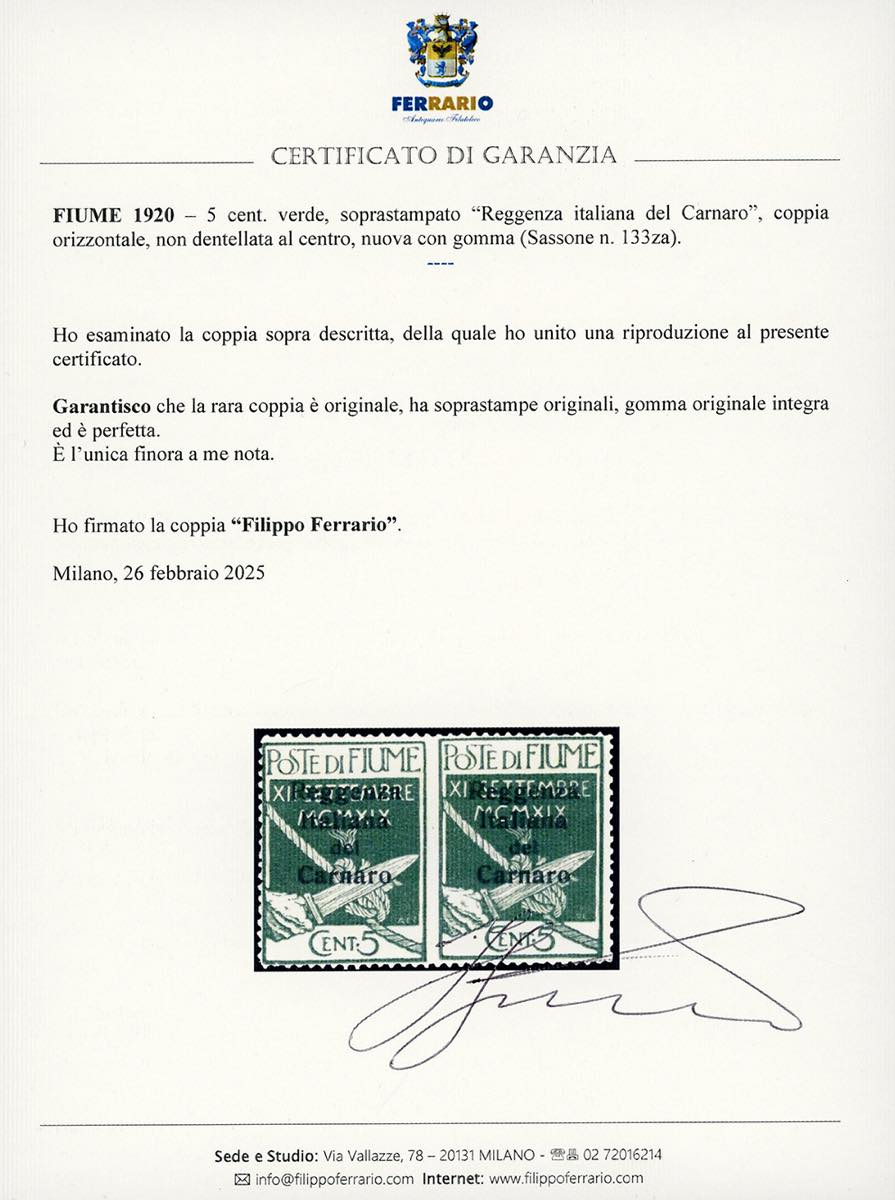 FERRARIO
Antiquario Filatelico
CERTIFICATO DI GARANZIA
FIUME 1920 – 5 cent. verde, soprastampato “Reggenza italiana del Carnaro”, coppia
orizzontale, non dentellata al centro, nuova con gomma (Sassone n. 133za).
----
Ho esaminato la coppia sopra descritta, della quale ho unito una riproduzione al presente
certificato.
Garantisco che la rara coppia è originale, ha soprastampe originali, gomma originale integra
ed è perfetta.
È l’unica finora a me nota.
Ho firmato la coppia “Filippo Ferrario”.
Milano, 26 febbraio 2025
POSTE DI FIUME POSTE DI FIUME
XII SETTEMBRE XII SETTEMBRE
Reggenza Reggenza
MCMXIX MCMXIX
Italiana Italiana
del del
Carnaro Carnaro
CENT. 5 CENT. 5
Sede e Studio: Via Vallazze, 78 – 20131 MILANO - ☏ 02 72016214
✉ info@filippoferrario.com Internet: www.filippoferrario.com